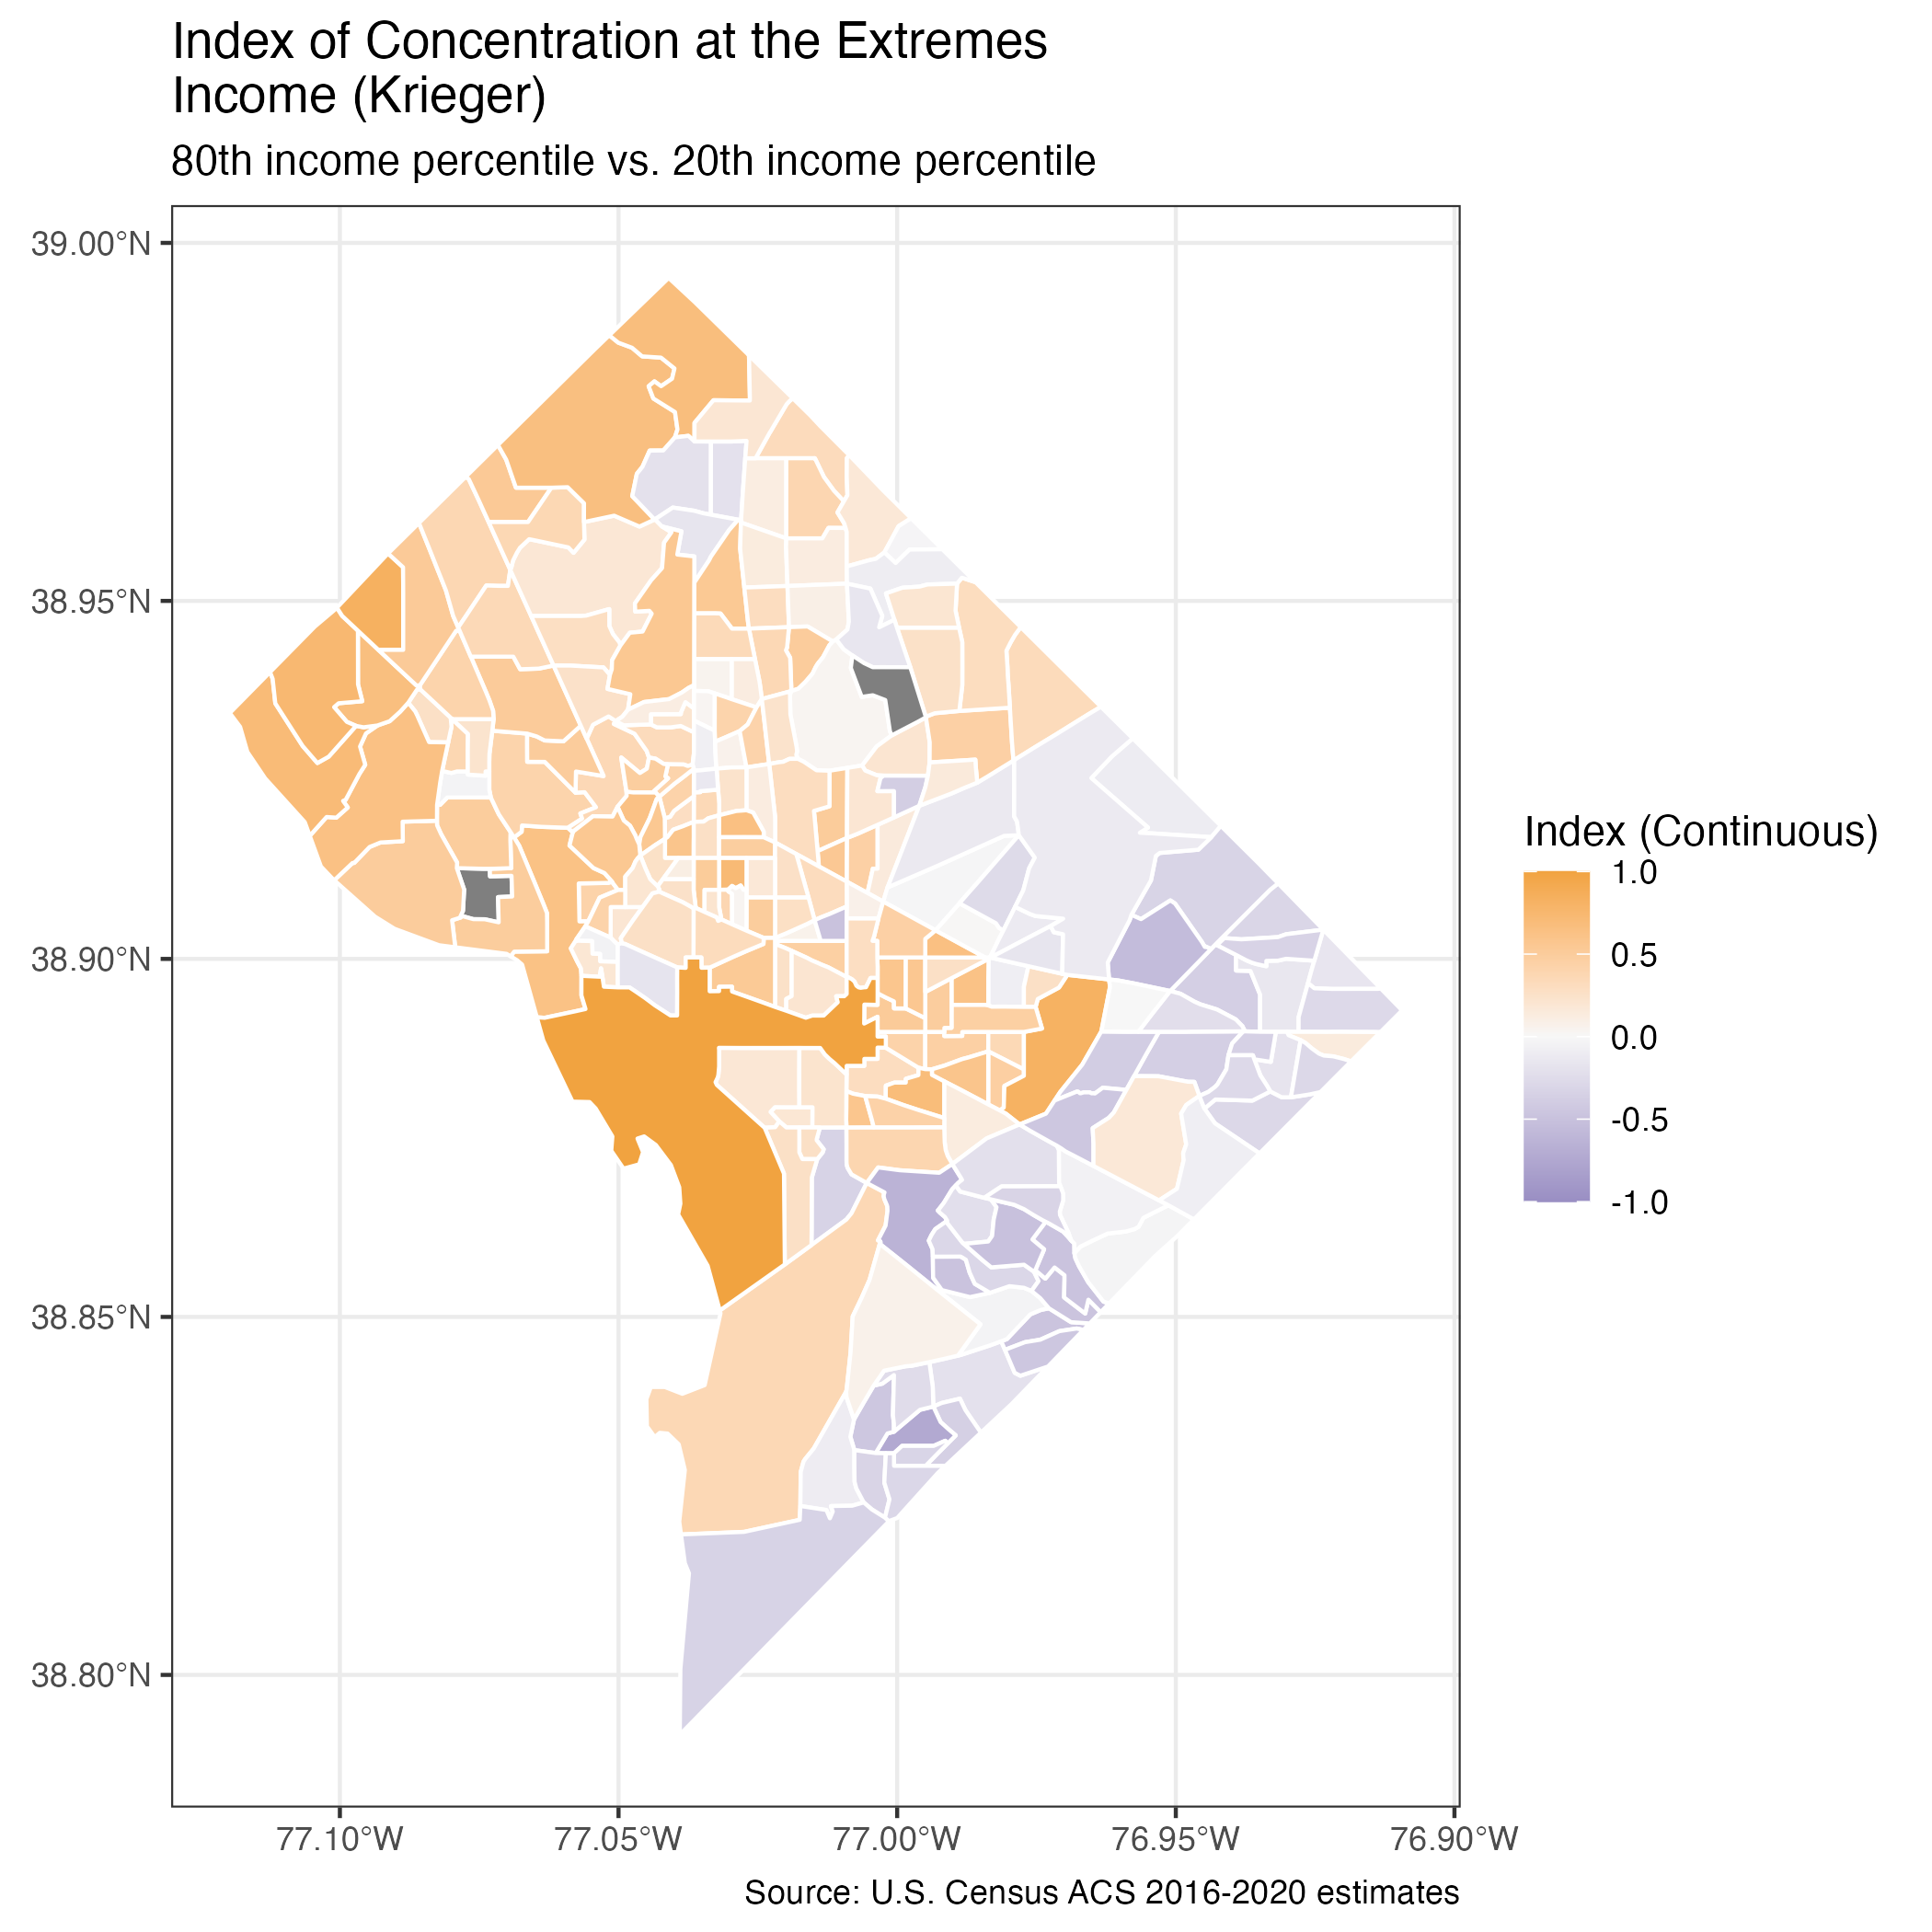 Index of Concentration at the Extremes
Income (Krieger)
80th income percentile vs. 20th income percentile
39.00°N
38.95°N
38.90°N
38.85°N
38.80°N
77.10°W
77.05°W
77.00°W
76.95°W
76.90°W
Index (Continuous)
1.0
0.5
0.0
-0.5
-1.0
Source: U.S. Census ACS 2016-2020 estimates